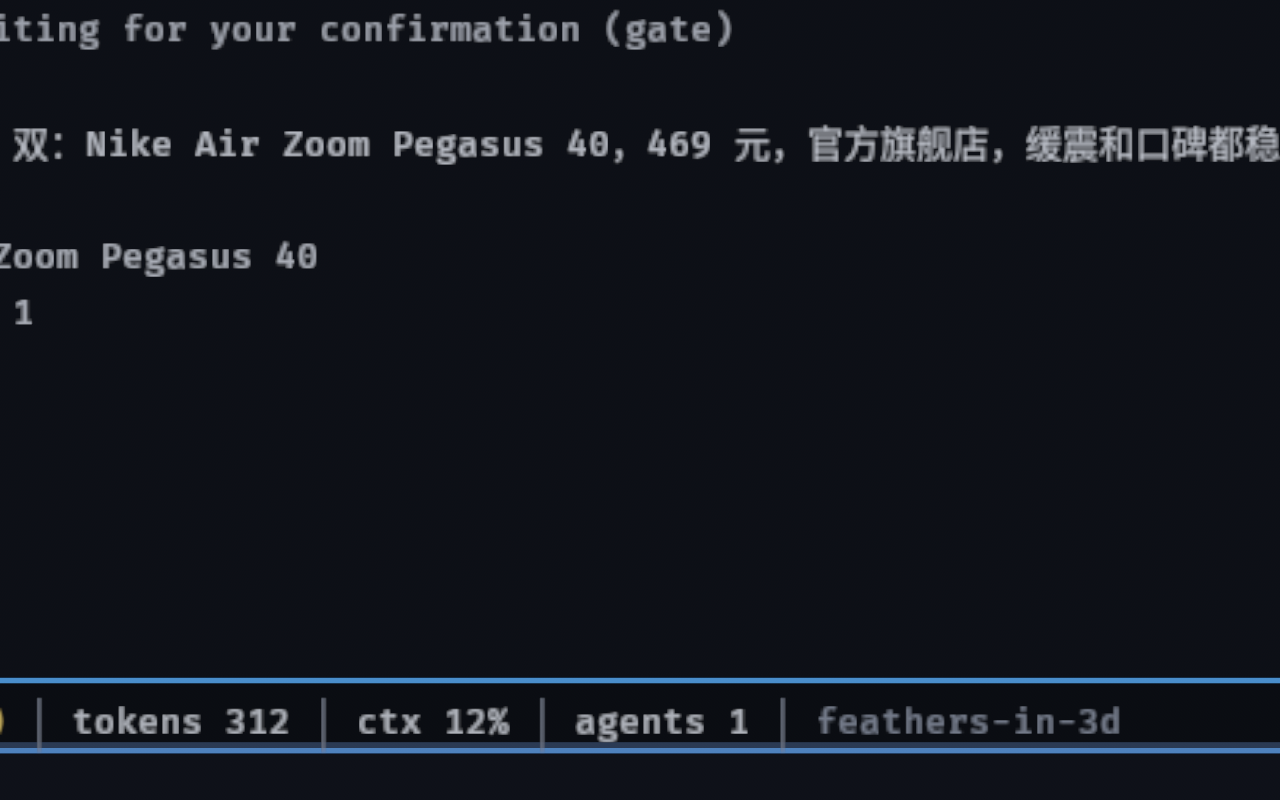 iting for your confirmation (gate)
双：Nike Air Zoom Pegasus 40，469 元，官方旗舰店，缓震和口碑都稳
Zoom Pegasus 40
1
tokens 312 | ctx 12% | agents 1 | feathers-in-3d